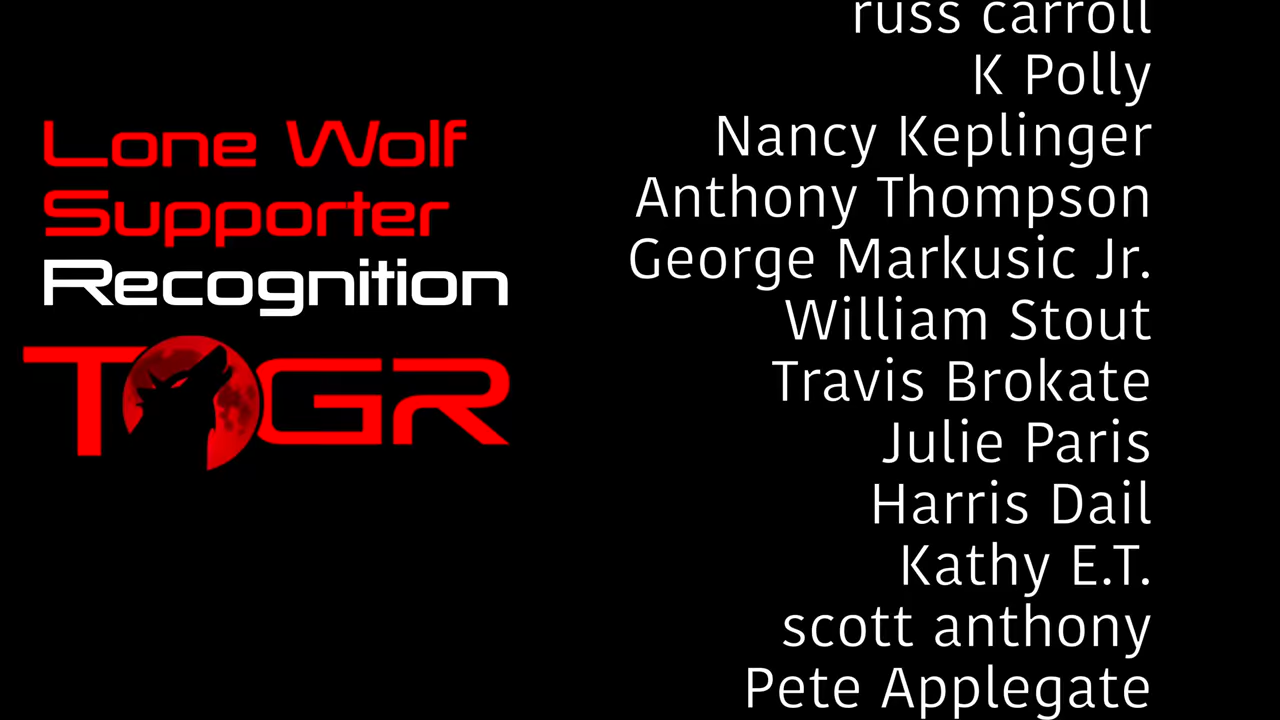 Lone Wolf
Supporter
Recognition
TOGR
russ carroll
K Polly
Nancy Keplinger
Anthony Thompson
George Markusic Jr.
William Stout
Travis Brokate
Julie Paris
Harris Dail
Kathy E.T.
scott anthony
Pete Applegate